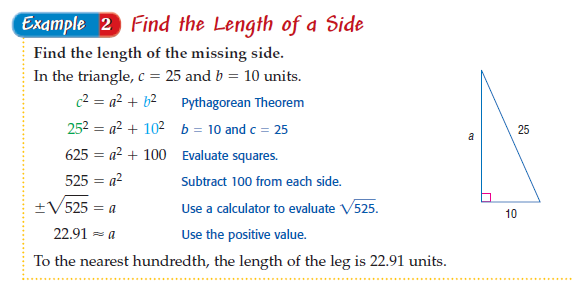 Example 2 Find the Length of a Side
Find the length of the missing side.
In the triangle, c = 25 and b = 10 units.
c² = a² + b² Pythagorean Theorem
25² = a² + 10² b = 10 and c = 25
625 = a² + 100 Evaluate squares.
525 = a² Subtract 100 from each side.
±√525 = a Use a calculator to evaluate √525.
22.91 ≈ a Use the positive value.
To the nearest hundredth, the length of the leg is 22.91 units.
a
25
10